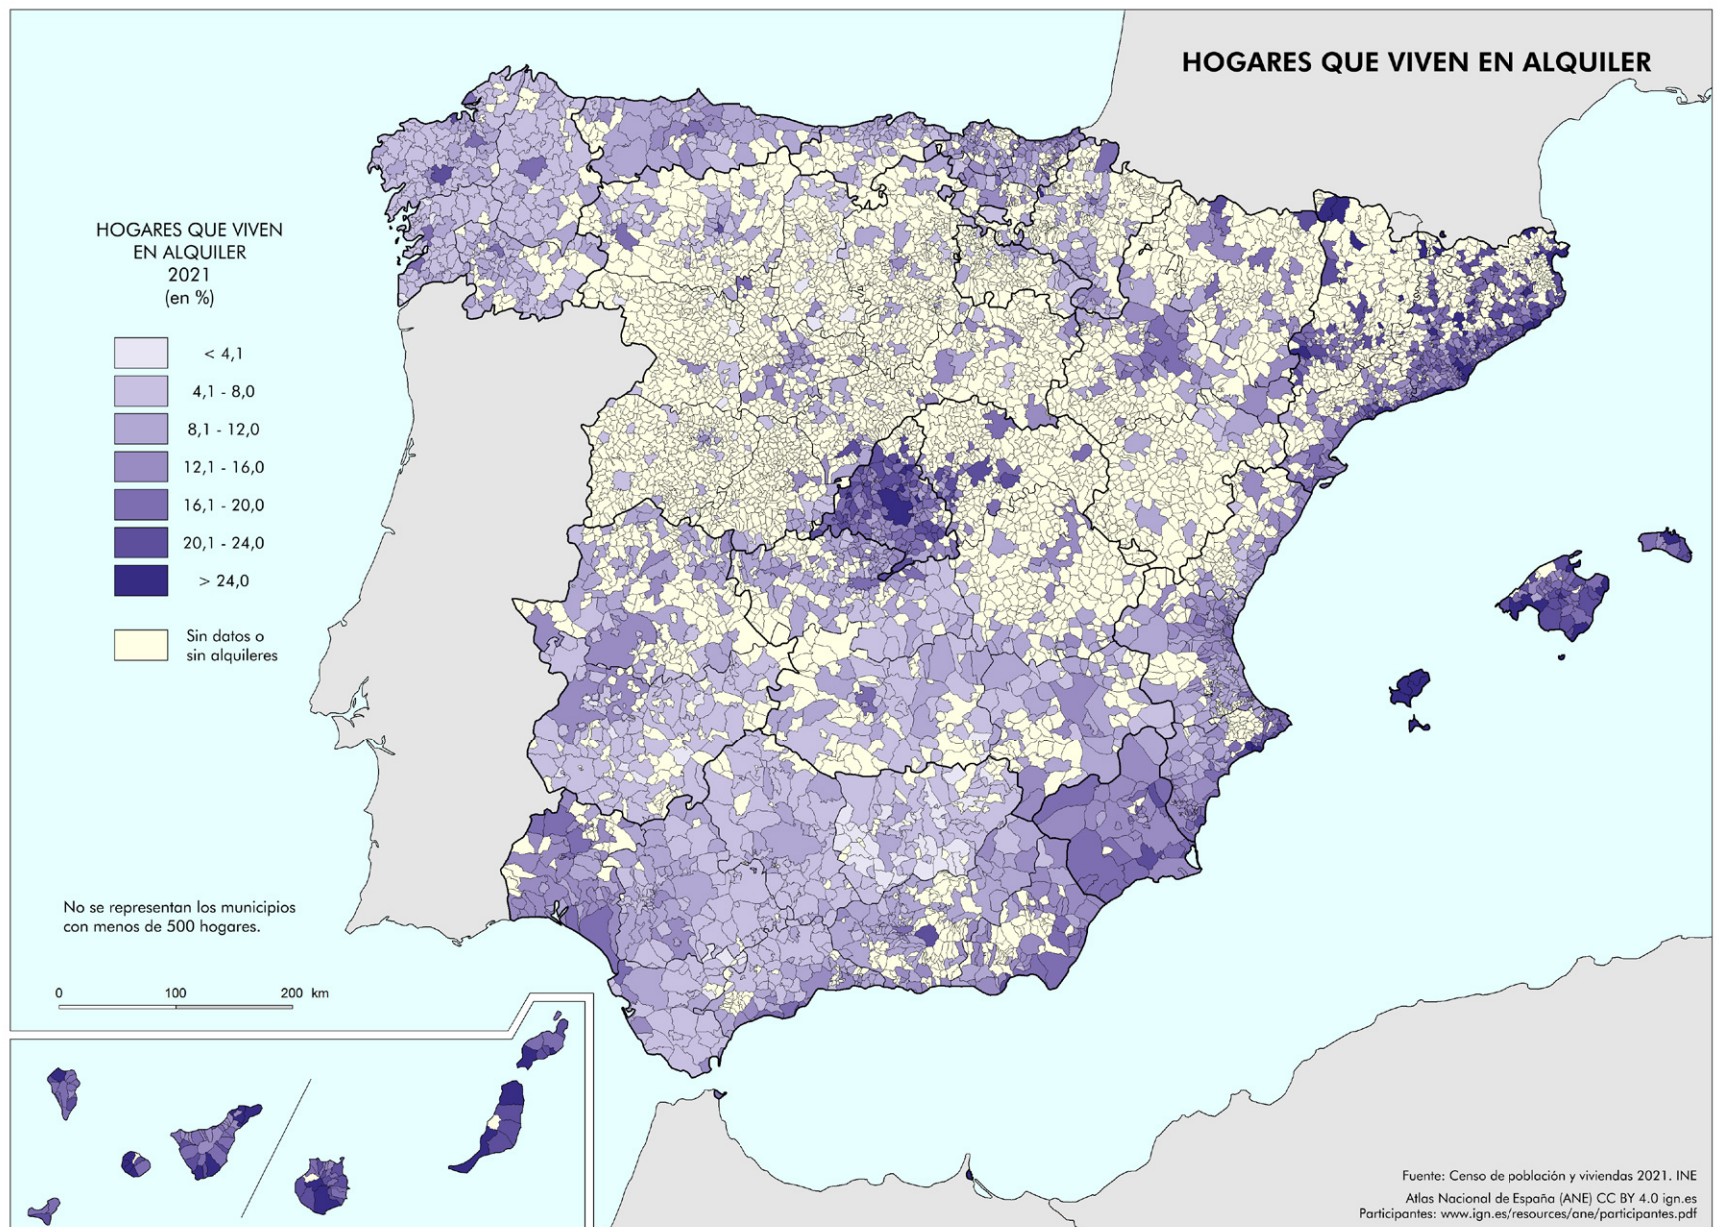 HOGARES QUE VIVEN EN ALQUILER
HOGARES QUE VIVEN
EN ALQUILER
2021
(en %)
< 4,1
4,1 - 8,0
8,1 - 12,0
12,1 - 16,0
16,1 - 20,0
20,1 - 24,0
> 24,0
Sin datos o
sin alquileres
No se representan los municipios
con menos de 500 hogares.
0 100 200 km
Fuente: Censo de población y viviendas 2021. INE
Atlas Nacional de España (ANE) CC BY 4.0 ign.es
Participantes: www.ign.es/resources/ane/participantes.pdf